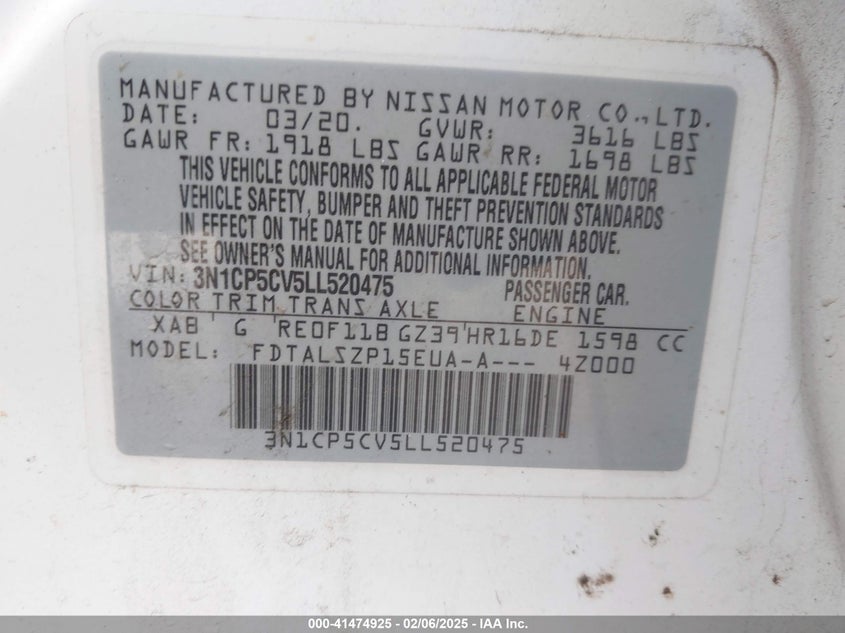 MANUFACTURED BY NISSAN MOTOR CO., LTD.
DATE: 03/20. GVWR: 3616 LBS
GAWR FR: 1918 LBS GAWR RR: 1698 LBS
THIS VEHICLE CONFORMS TO ALL APPLICABLE FEDERAL MOTOR
VEHICLE SAFETY, BUMPER AND THEFT PREVENTION STANDARDS
IN EFFECT ON THE DATE OF MANUFACTURE SHOWN ABOVE.
SEE OWNER'S MANUAL FOR ADDITIONAL INFORMATION.
VIN: 3N1CP5CV5LL520475 PASSENGER CAR.
COLOR TRIM TRANS AXLE ENGINE
XAB G RE0F11B GZ39 HR16DE 1598 CC
MODEL: FDTALSZP15EUA-A--- 4Z000
3N1CP5CV5LL520475
000-41474925 - 02/06/2025 - IAA Inc.